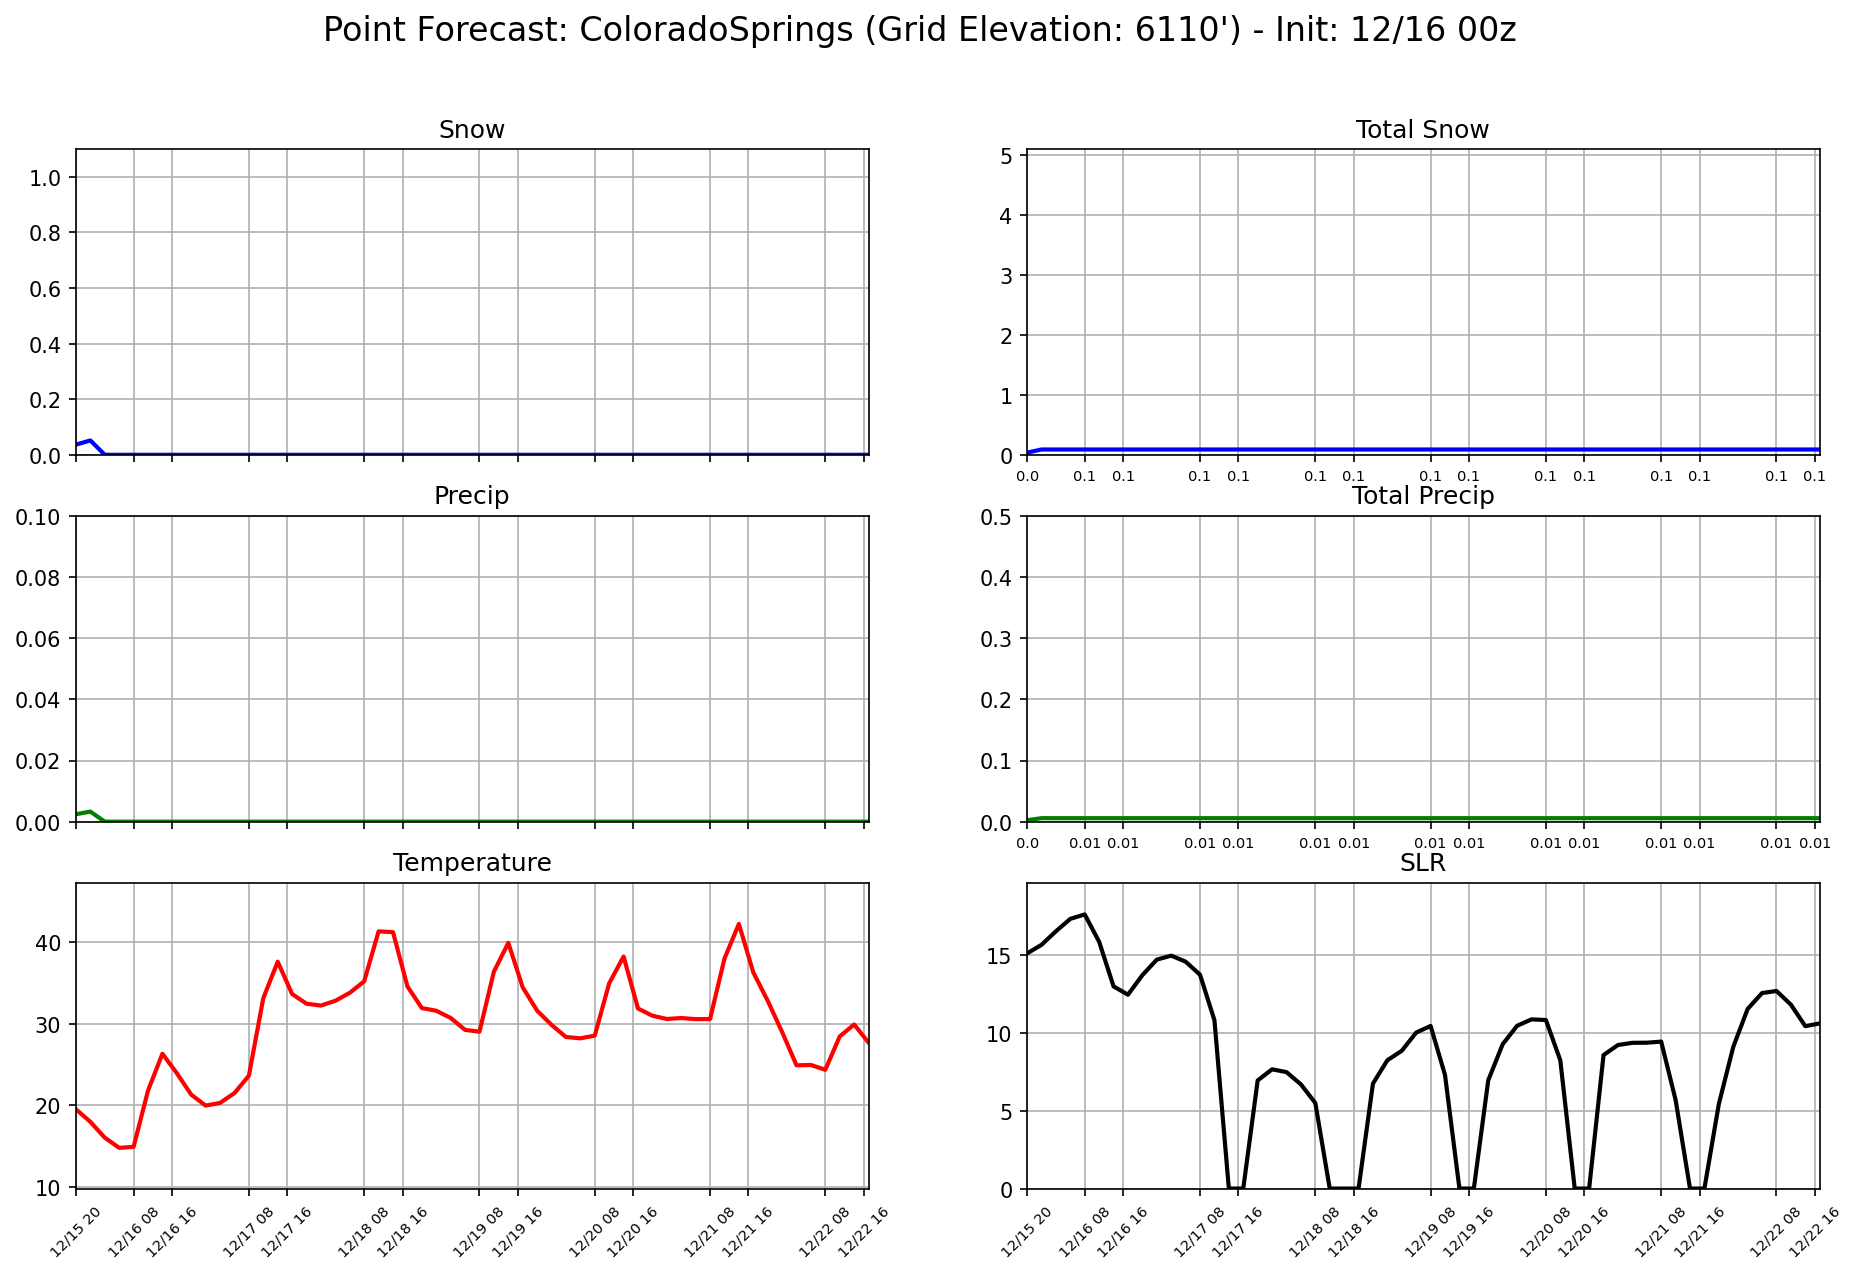 Point Forecast: ColoradoSprings (Grid Elevation: 6110') - Init: 12/16 00z
Snow
1.0
0.8
0.6
0.4
0.2
0.0
Total Snow
5
4
3
2
1
0
0.0 0.1 0.1 0.1 0.1 0.1 0.1 0.1 0.1 0.1 0.1 0.1 0.1 0.1 0.1
Precip
0.10
0.08
0.06
0.04
0.02
0.00
Total Precip
0.5
0.4
0.3
0.2
0.1
0.0
0.0 0.01 0.01 0.01 0.01 0.01 0.01 0.01 0.01 0.01 0.01 0.01 0.01 0.01 0.01
Temperature
40
30
20
10
12/15 20 12/16 08 12/16 16 12/17 08 12/17 16 12/18 08 12/18 16 12/19 08 12/19 16 12/20 08 12/20 16 12/21 08 12/21 16 12/22 08 12/22 16
SLR
15
10
5
0
12/15 20 12/16 08 12/16 16 12/17 08 12/17 16 12/18 08 12/18 16 12/19 08 12/19 16 12/20 08 12/20 16 12/21 08 12/21 16 12/22 08 12/22 16